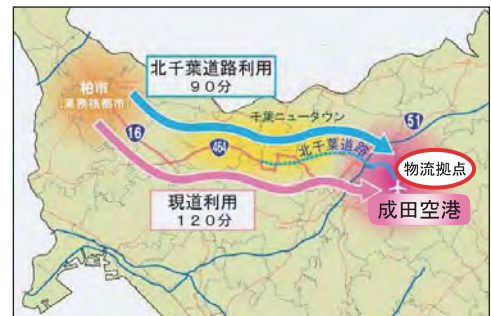 北千葉道路利用
90分
柏市
(業務核都市)
千葉ニュータウン
51
16
464
北千葉道路
物流拠点
現道利用
120分
成田空港